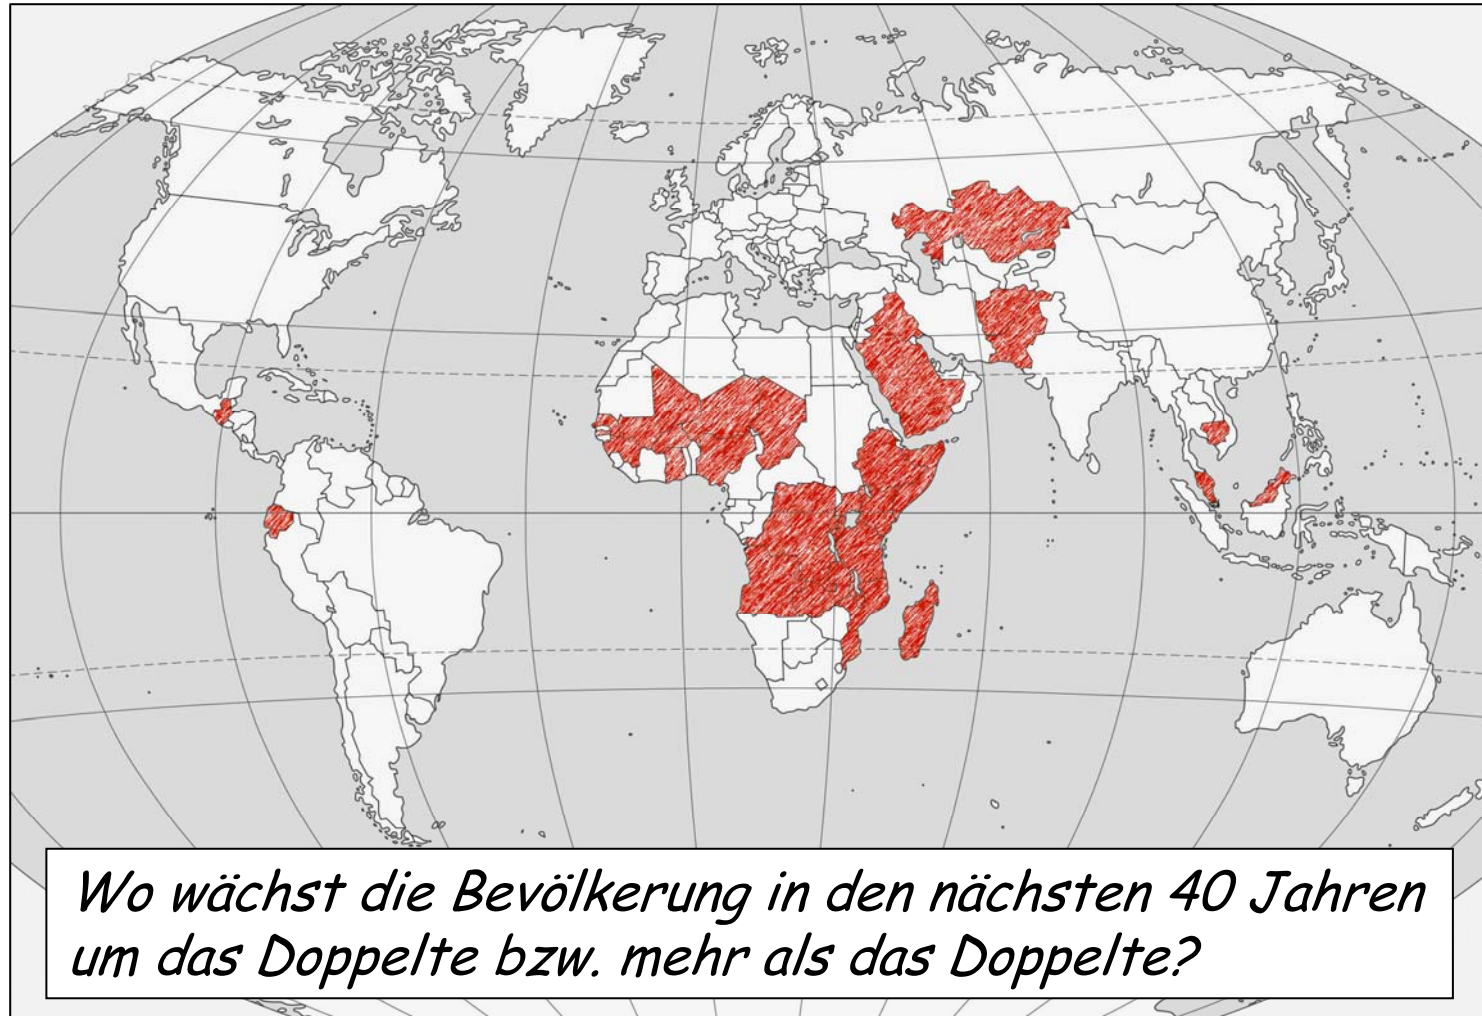 Wo wächst die Bevölkerung in den nächsten 40 Jahren
um das Doppelte bzw. mehr als das Doppelte?